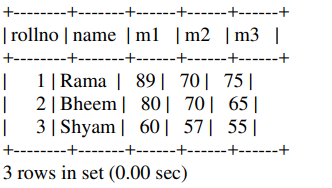 +--------+-------+------+------+------+
| rollno | name | m1 | m2 | m3 |
+--------+-------+------+------+------+
| 1 | Rama | 89 | 70 | 75 |
| 2 | Bheem | 80 | 70 | 65 |
| 3 | Shyam | 60 | 57 | 55 |
+--------+-------+------+------+------+
3 rows in set (0.00 sec)